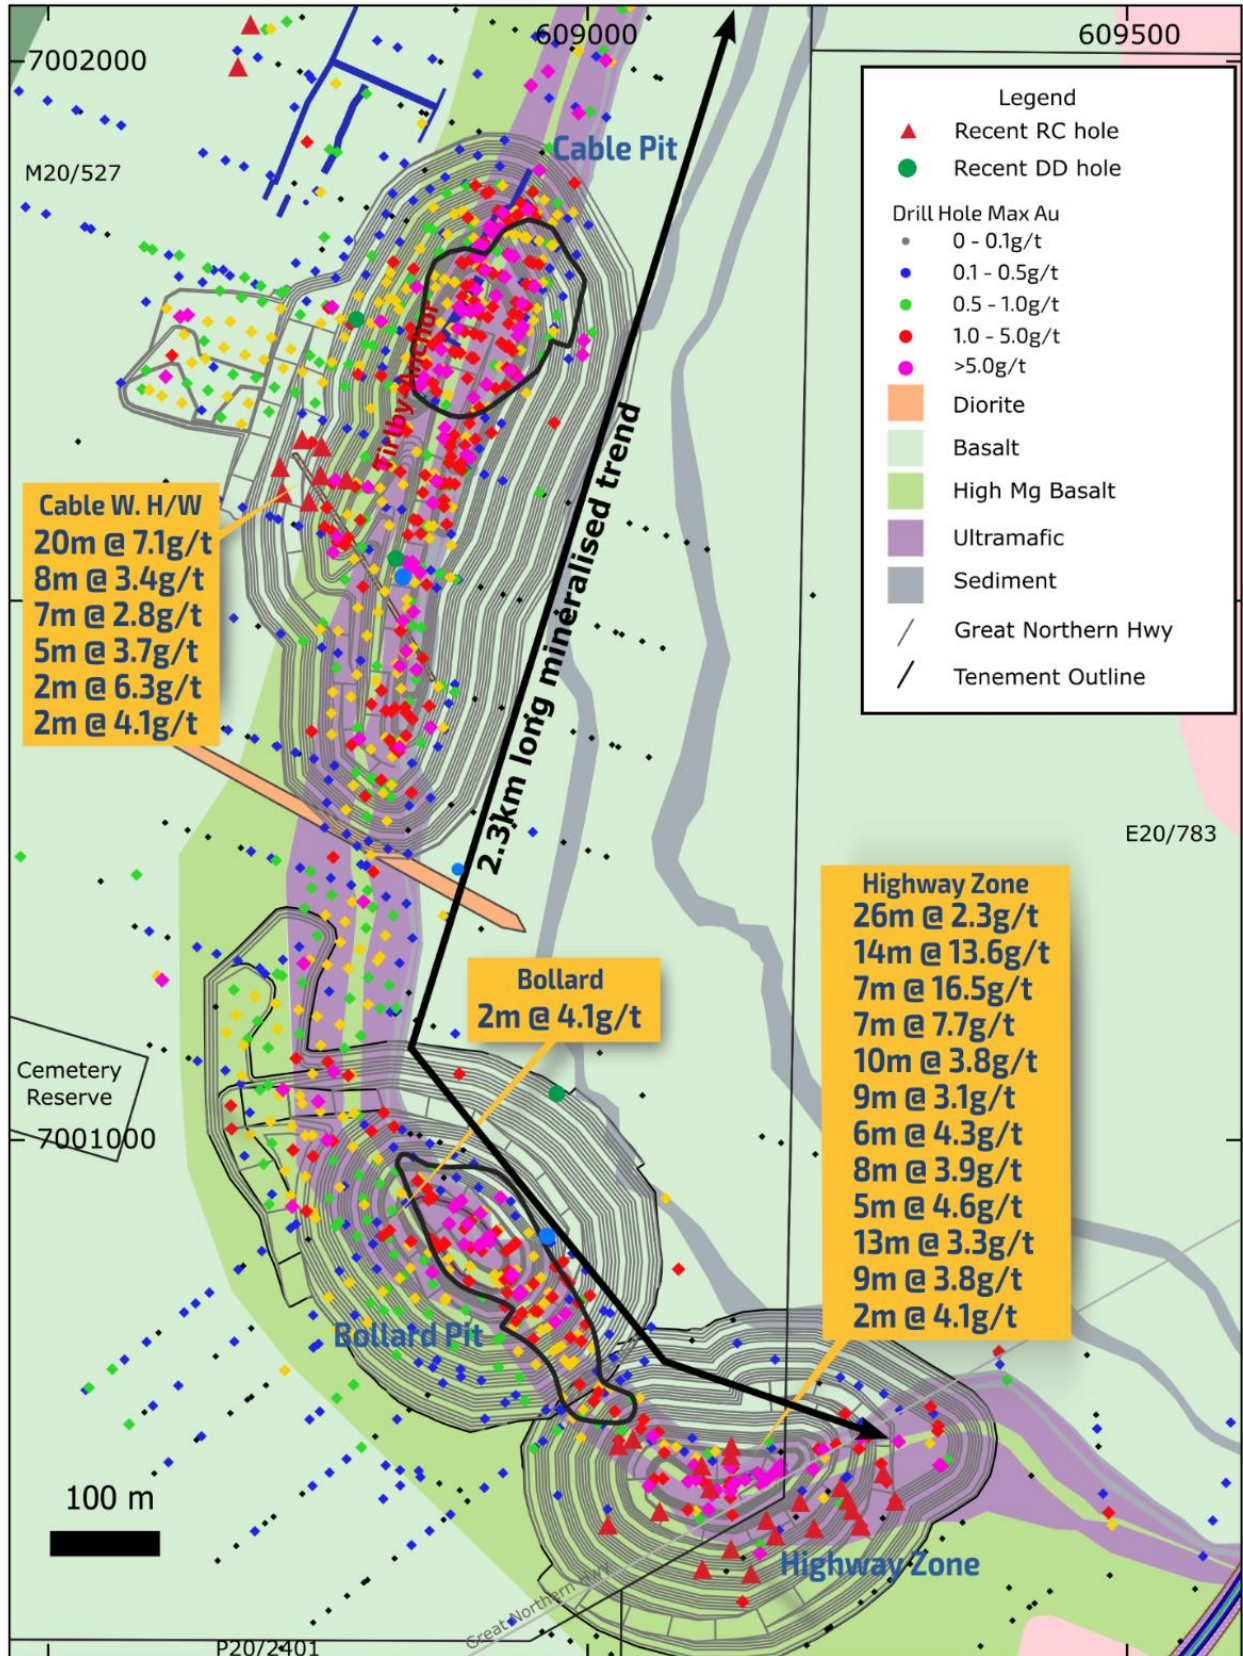 609000
609500
7002000
Legend
Recent RC hole
Recent DD hole
Drill Hole Max Au
0 - 0.1g/t
0.1 - 0.5g/t
0.5 - 1.0g/t
1.0 - 5.0g/t
>5.0g/t
Diorite
Basalt
High Mg Basalt
Ultramafic
Sediment
Great Northern Hwy
Tenement Outline
Cable Pit
M20/527
Tirlby Anchor
2.3km long mineralised trend
Cable W. H/W
20m @ 7.1g/t
8m @ 3.4g/t
7m @ 2.8g/t
5m @ 3.7g/t
2m @ 6.3g/t
2m @ 4.1g/t
E20/783
Highway Zone
26m @ 2.3g/t
14m @ 13.6g/t
7m @ 16.5g/t
7m @ 7.7g/t
10m @ 3.8g/t
9m @ 3.1g/t
6m @ 4.3g/t
8m @ 3.9g/t
5m @ 4.6g/t
13m @ 3.3g/t
9m @ 3.8g/t
2m @ 4.1g/t
Bollard
2m @ 4.1g/t
Cemetery
Reserve
7001000
Bollard Pit
100 m
Highway Zone
Great Northern Hwy
P20/2401